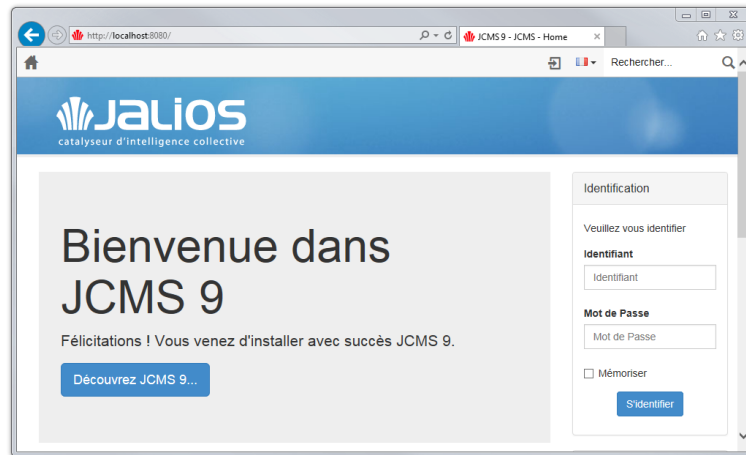 http://localhost:8080/
JCMS 9 - JCMS - Home
Rechercher...
Jalios
catalyseur d'intelligence collective
Bienvenue dans
JCMS 9
Félicitations ! Vous venez d'installer avec succès JCMS 9.
Découvrez JCMS 9...
Identification
Veuillez vous identifier
Identifiant
Identifiant
Mot de Passe
Mot de Passe
Mémoriser
S'identifier